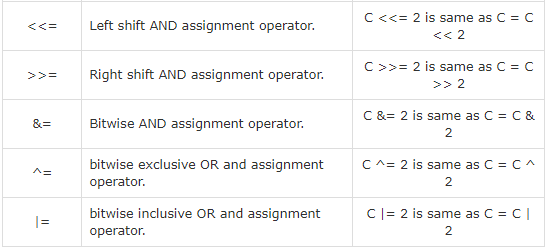 <<= Left shift AND assignment operator. C <<= 2 is same as C = C
<< 2
>>= Right shift AND assignment operator. C >>= 2 is same as C = C
>> 2
&= Bitwise AND assignment operator. C &= 2 is same as C = C &
2
^= bitwise exclusive OR and assignment
operator.
C ^= 2 is same as C = C ^
2
|= bitwise inclusive OR and assignment
operator.
C |= 2 is same as C = C |
2